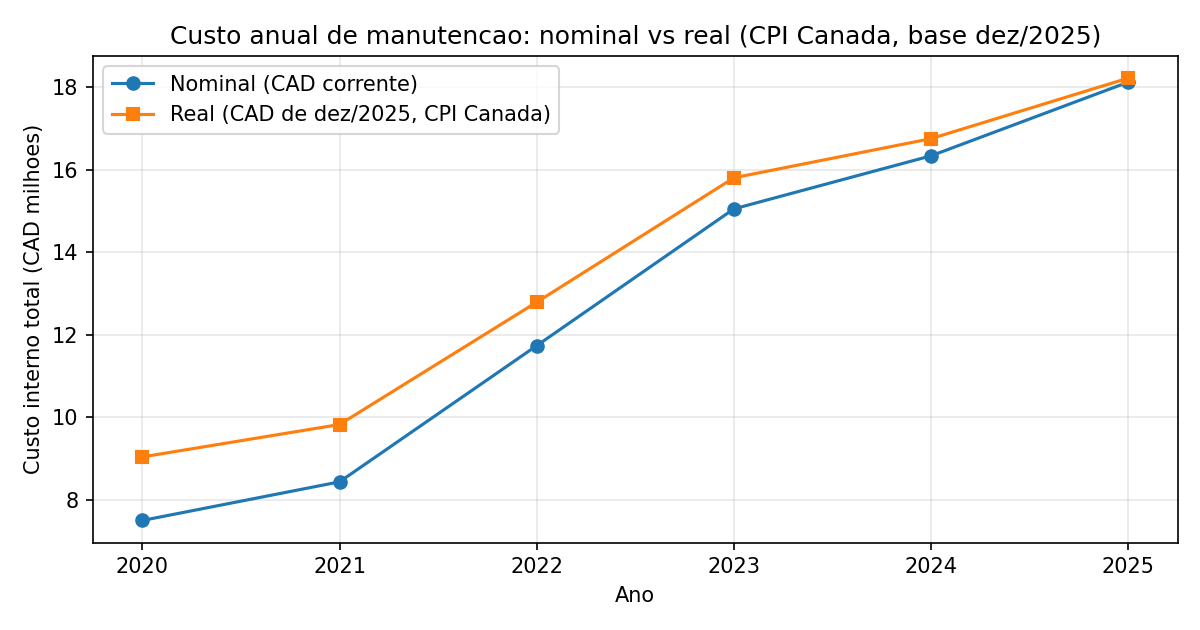 Custo anual de manutencao: nominal vs real (CPI Canada, base dez/2025)
Nominal (CAD corrente)
Real (CAD de dez/2025, CPI Canada)
Custo interno total (CAD milhoes)
18
16
14
12
10
8
2020 2021 2022 2023 2024 2025
Ano